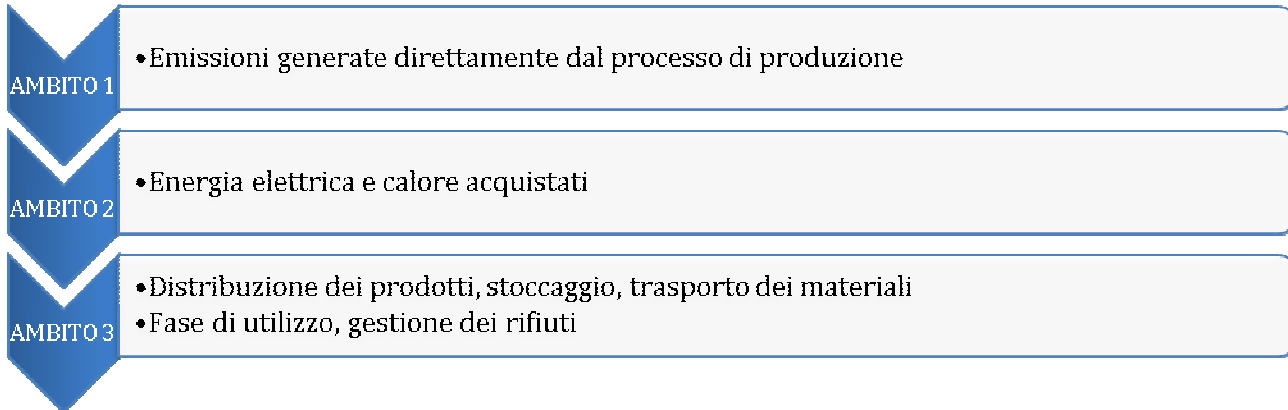 AMBITO 1
•Emissioni generate direttamente dal processo di produzione
AMBITO 2
•Energia elettrica e calore acquistati
AMBITO 3
•Distribuzione dei prodotti, stoccaggio, trasporto dei materiali
•Fase di utilizzo, gestione dei rifiuti